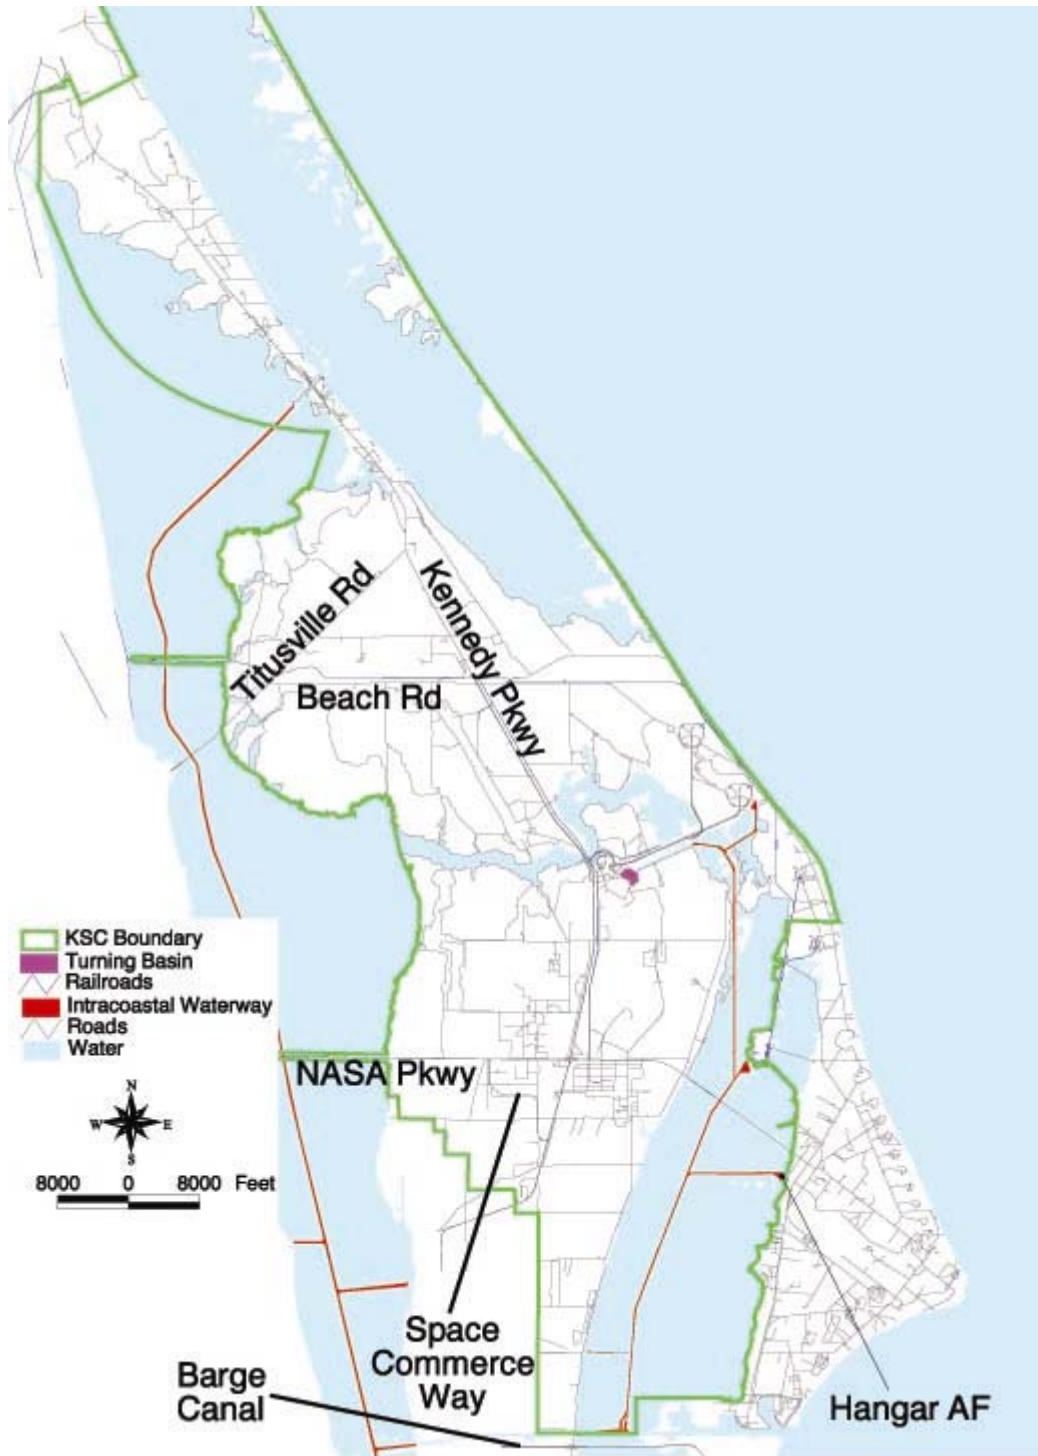 Titusville Rd
Kennedy Pkwy
Beach Rd
KSC Boundary
Turning Basin
Railroads
Intracoastal Waterway
Roads
Water
NASA Pkwy
N
W E
S
8000 0 8000 Feet
Space
Commerce
Way
Barge
Canal
Hangar AF